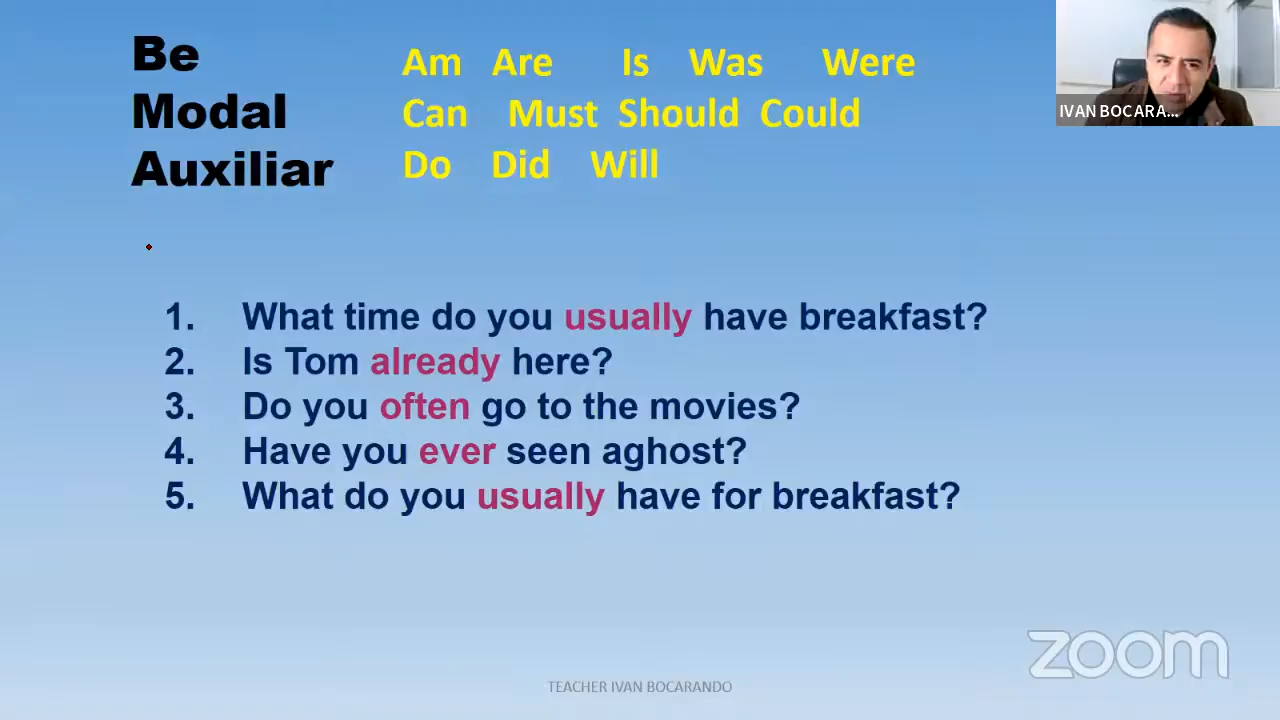 Be
Am Are Is Was Were
Modal
Can Must Should Could
Auxiliar
Do Did Will
IVAN BOCARA...
1. What time do you usually have breakfast?
2. Is Tom already here?
3. Do you often go to the movies?
4. Have you ever seen aghost?
5. What do you usually have for breakfast?
zoom
TEACHER IVAN BOCARANDO